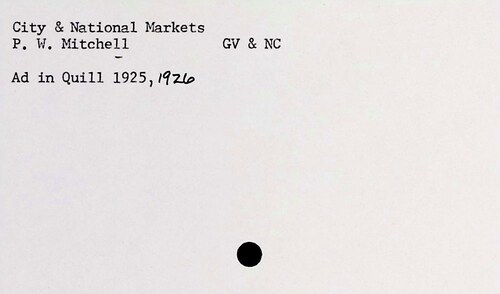 City & National Markets
P. W. Mitchell GV & NC
Ad in Quill 1925, 1926